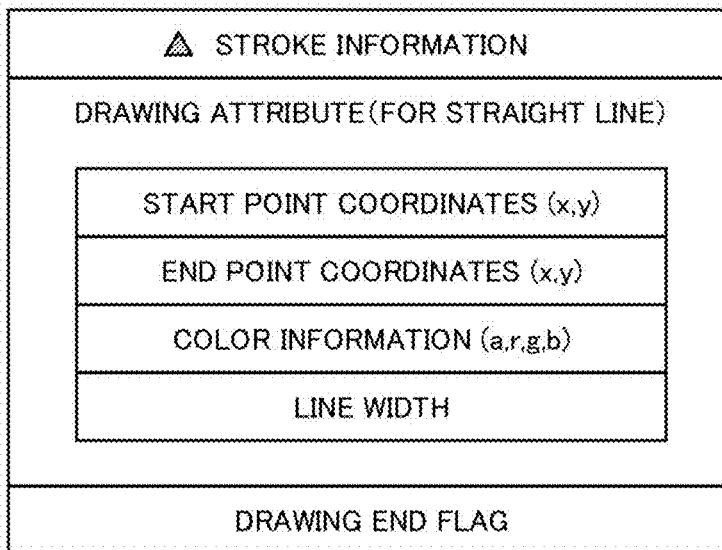 STROKE INFORMATION
DRAWING ATTRIBUTE(FOR STRAIGHT LINE)
START POINT COORDINATES (x,y)
END POINT COORDINATES (x,y)
COLOR INFORMATION (a,r,g,b)
LINE WIDTH
DRAWING END FLAG